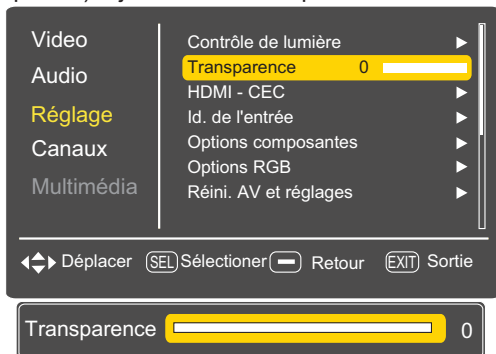 Video
Audio
Réglage
Canaux
Multimédia
Contrôle de lumière
Transparence 0
HDMI - CEC
Id. de l'entrée
Options composantes
Options RGB
Réini. AV et réglages
Déplacer SEL Sélectioner Retour EXIT Sortie
Transparence 0